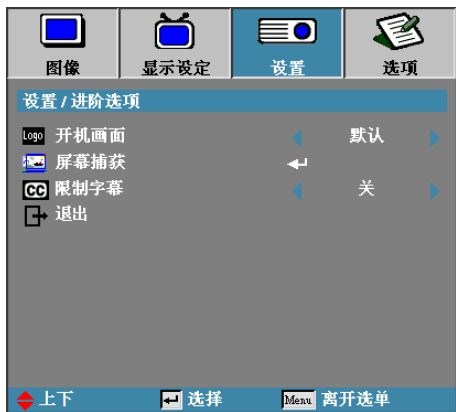 图像 显示设定 设置 选项
设置 / 进阶选项
Logo 开机画面 默认
屏幕捕获
CC 限制字幕 关
退出
上下 选择 Menu 离开选单